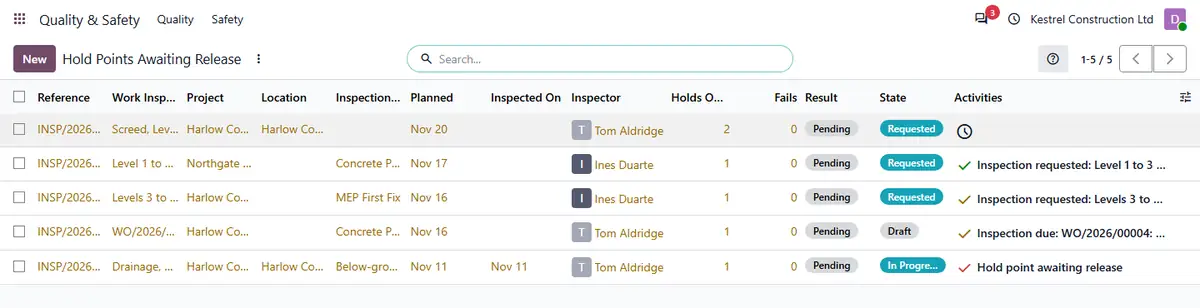 Quality & Safety Quality Safety 3 Kestrel Construction Ltd D
New Hold Points Awaiting Release Search... 1-5 / 5
Reference Work Insp... Project Location Inspection... Planned Inspected On Inspector Holds O... Fails Result State Activities
INSP/2026... Screed, Lev... Harlow Co... Harlow Co... Nov 20 T Tom Aldridge 2 0 Pending Requested
INSP/2026... Level 1 to ... Northgate ... Concrete P... Nov 17 I Ines Duarte 1 0 Pending Requested Inspection requested: Level 1 to 3 ...
INSP/2026... Levels 3 to ... Harlow Co... MEP First Fix Nov 16 I Ines Duarte 1 0 Pending Requested Inspection requested: Levels 3 to ...
INSP/2026... WO/2026/... Harlow Co... Concrete P... Nov 16 T Tom Aldridge 1 0 Pending Draft Inspection due: WO/2026/00004: ...
INSP/2026... Drainage, ... Harlow Co... Harlow Co... Below-gro... Nov 11 Nov 11 T Tom Aldridge 1 0 Pending In Progre... Hold point awaiting release